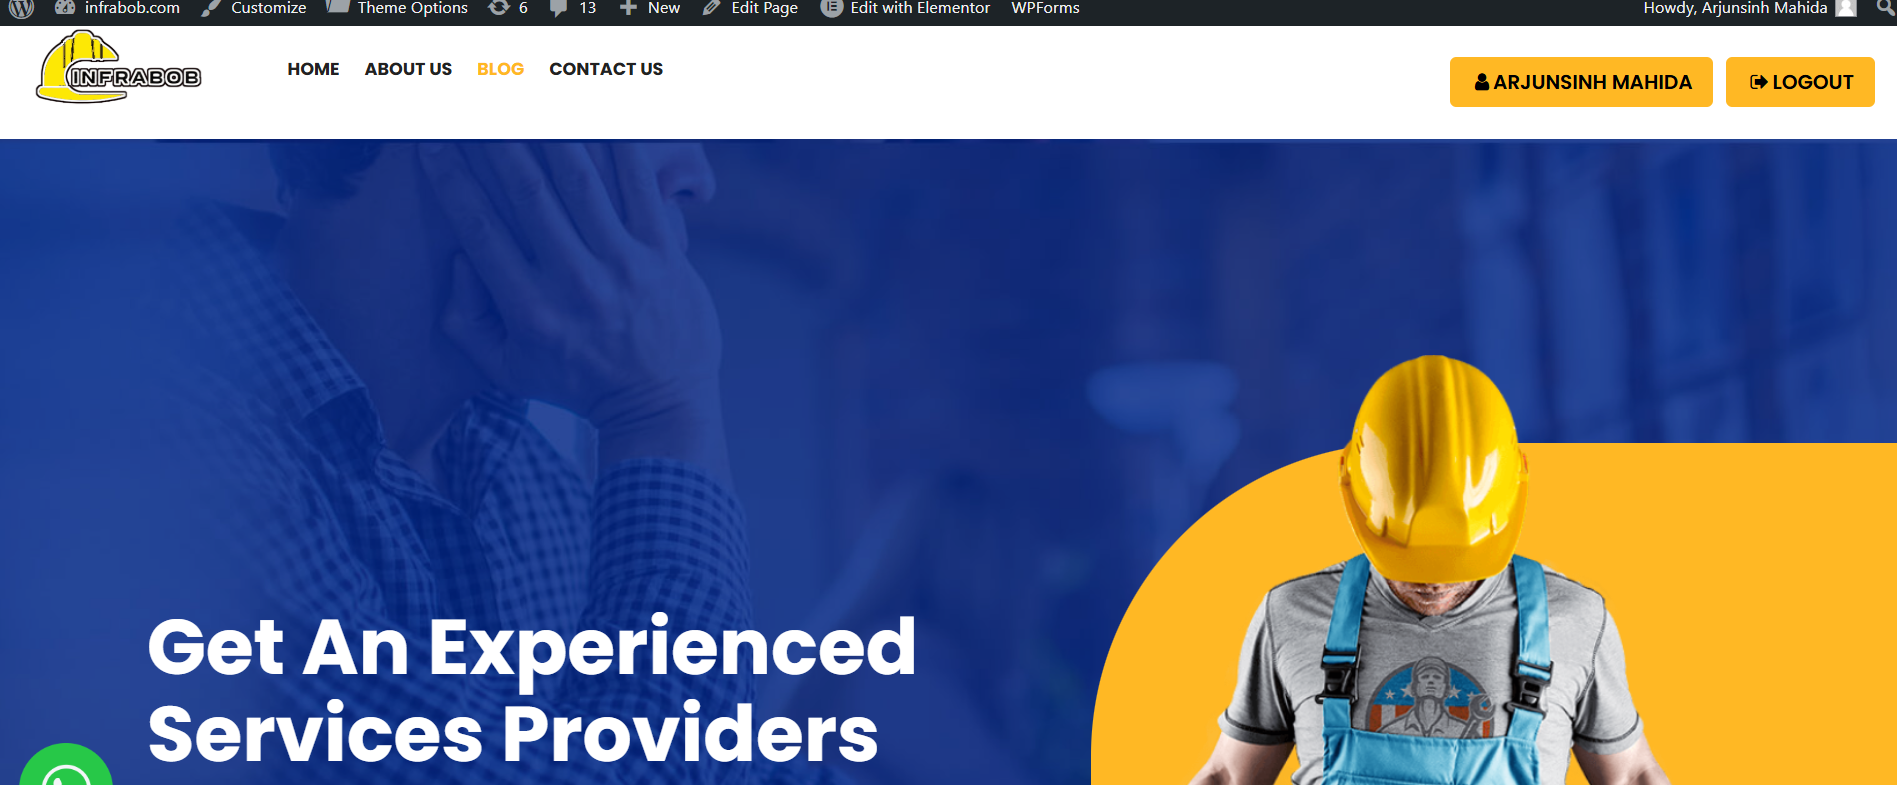 infrabob.com Customize Theme Options 6 13 New Edit Page Edit with Elementor WPForms Howdy, Arjunsinh Mahida
INFRABOB
HOME ABOUT US BLOG CONTACT US
ARJUNSINH MAHIDA LOGOUT
Get An Experienced
Services Providers